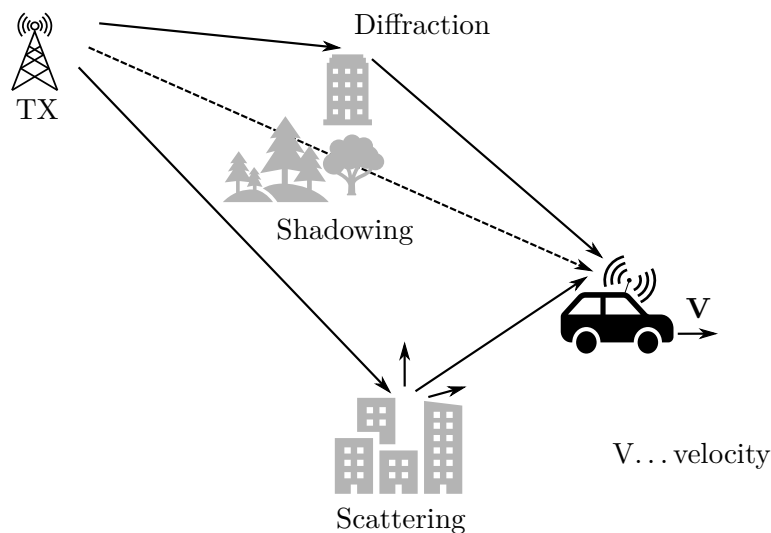 Diffraction
TX
Shadowing
V
V... velocity
Scattering